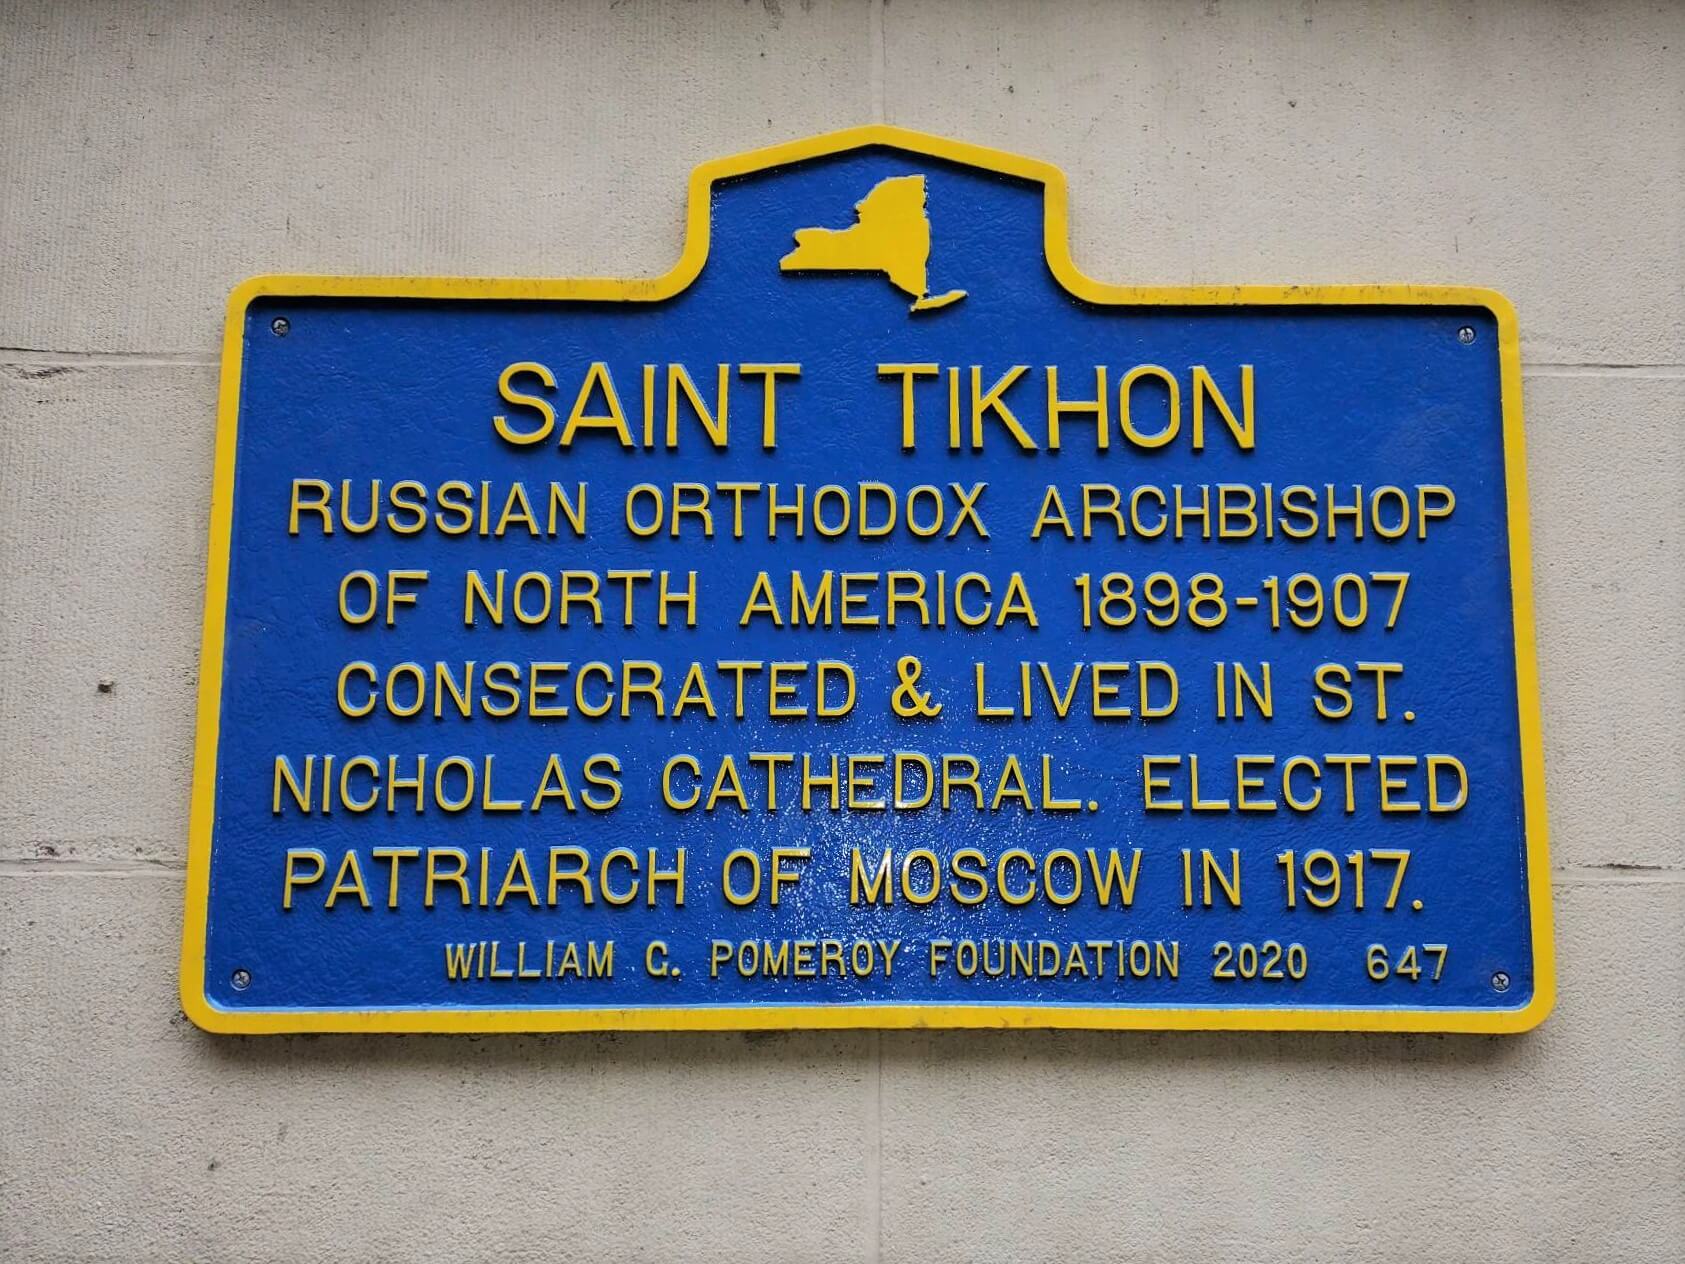 SAINT TIKHON
RUSSIAN ORTHODOX ARCHBISHOP
OF NORTH AMERICA 1898-1907
CONSECRATED & LIVED IN ST.
NICHOLAS CATHEDRAL. ELECTED
PATRIARCH OF MOSCOW IN 1917.
WILLIAM G. POMEROY FOUNDATION 2020 647